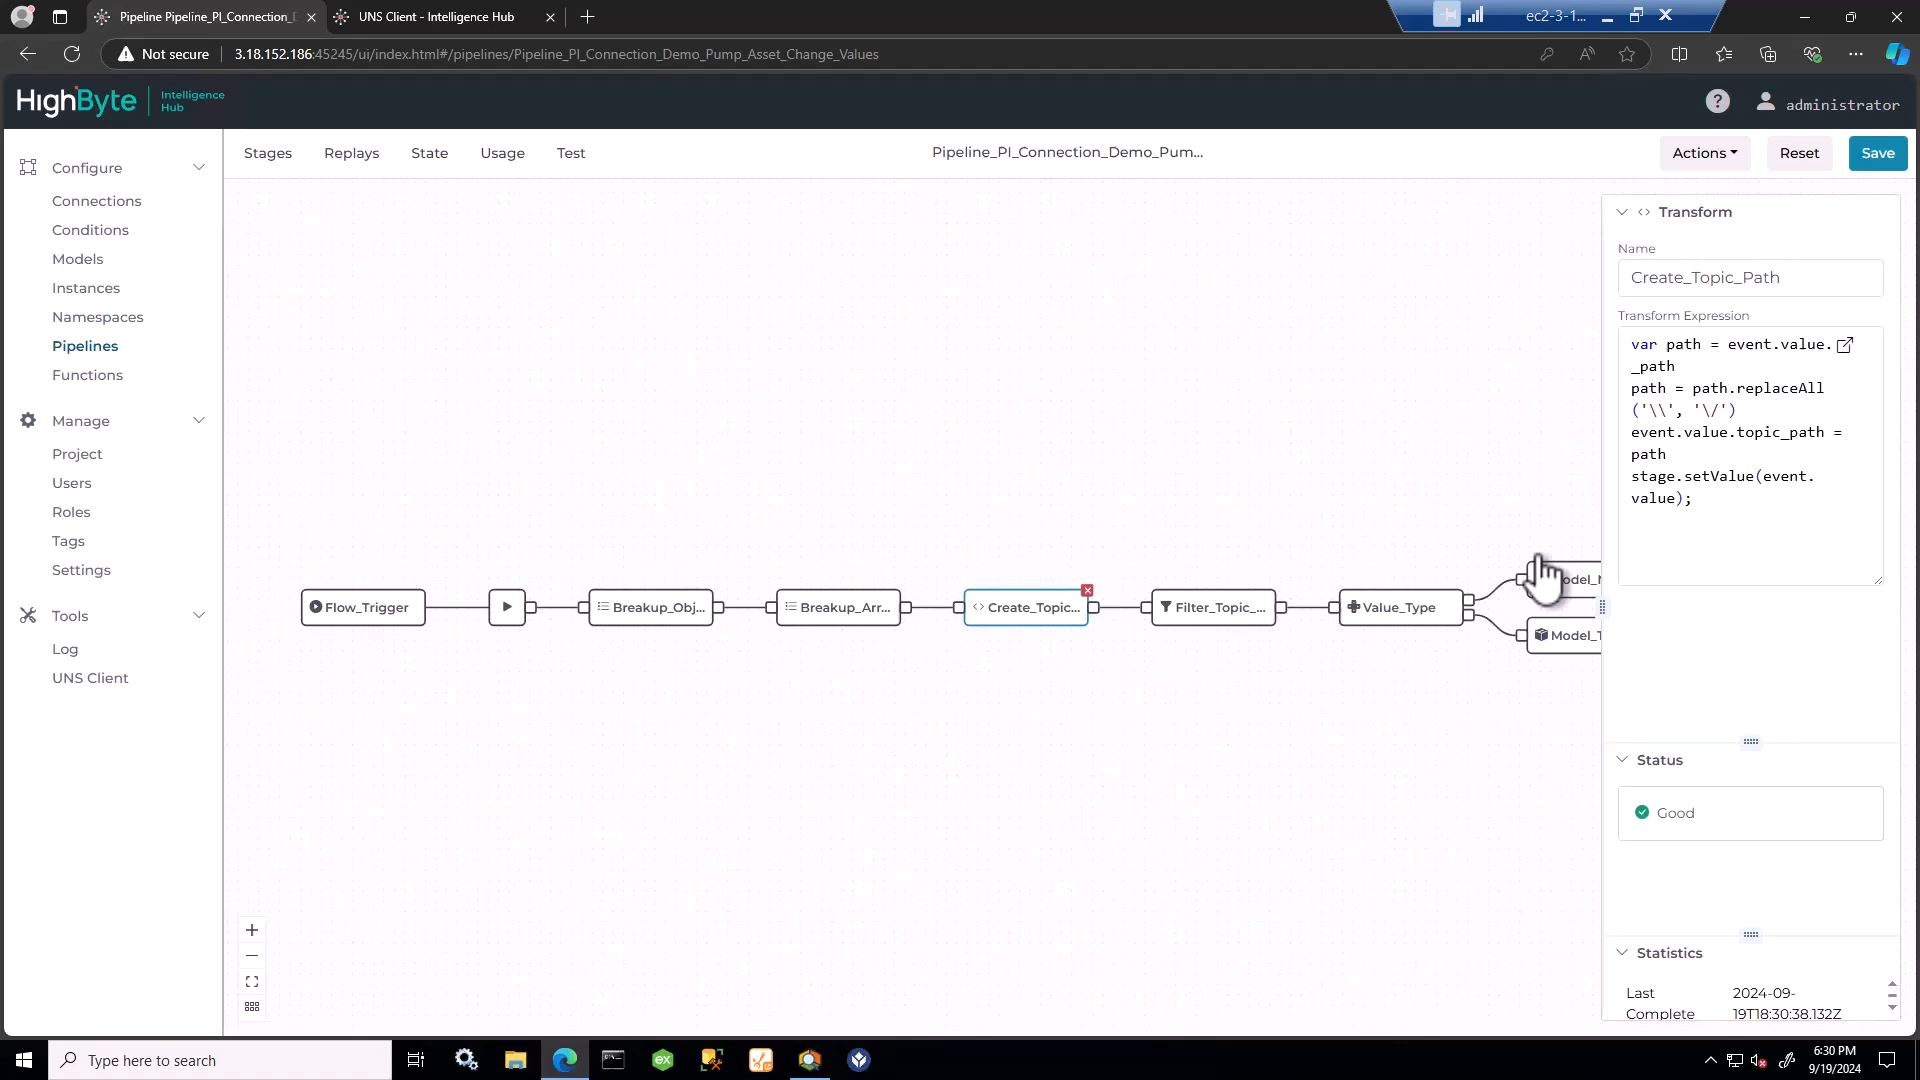 Pipeline Pipeline_PI_Connection_D
UNS Client - Intelligence Hub
ec2-3-1...
Not secure
3.18.152.186:45245/ui/index.html#/pipelines/Pipeline_PI_Connection_Demo_Pump_Asset_Change_Values
HighByte
Intelligence
Hub
?
administrator
Configure
Connections
Conditions
Models
Instances
Namespaces
Pipelines
Functions
Manage
Project
Users
Roles
Tags
Settings
Tools
Log
UNS Client
Stages
Replays
State
Usage
Test
Pipeline_PI_Connection_Demo_Pum...
Actions
Reset
Save
Flow_Trigger
Breakup_Obj...
Breakup_Arr...
Create_Topic...
Filter_Topic_...
Value_Type
Model_T
Transform
Name
Create_Topic_Path
Transform Expression
var path = event.value.
_path
path = path.replaceAll
('\\', '\/')
event.value.topic_path =
path
stage.setValue(event.
value);
Status
Good
Statistics
Last
Complete
2024-09-
19T18:30:38.132Z
Type here to search
ex
6:30 PM
9/19/2024